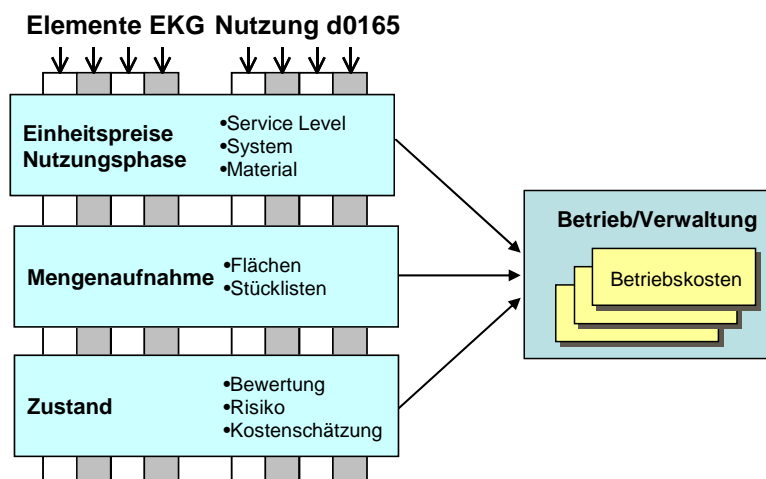 Elemente EKG Nutzung d0165
Einheitspreise
Nutzungsphase
•Service Level
•System
•Material
Mengenaufnahme
•Flächen
•Stücklisten
Zustand
•Bewertung
•Risiko
•Kostenschätzung
Betrieb/Verwaltung
Betriebskosten